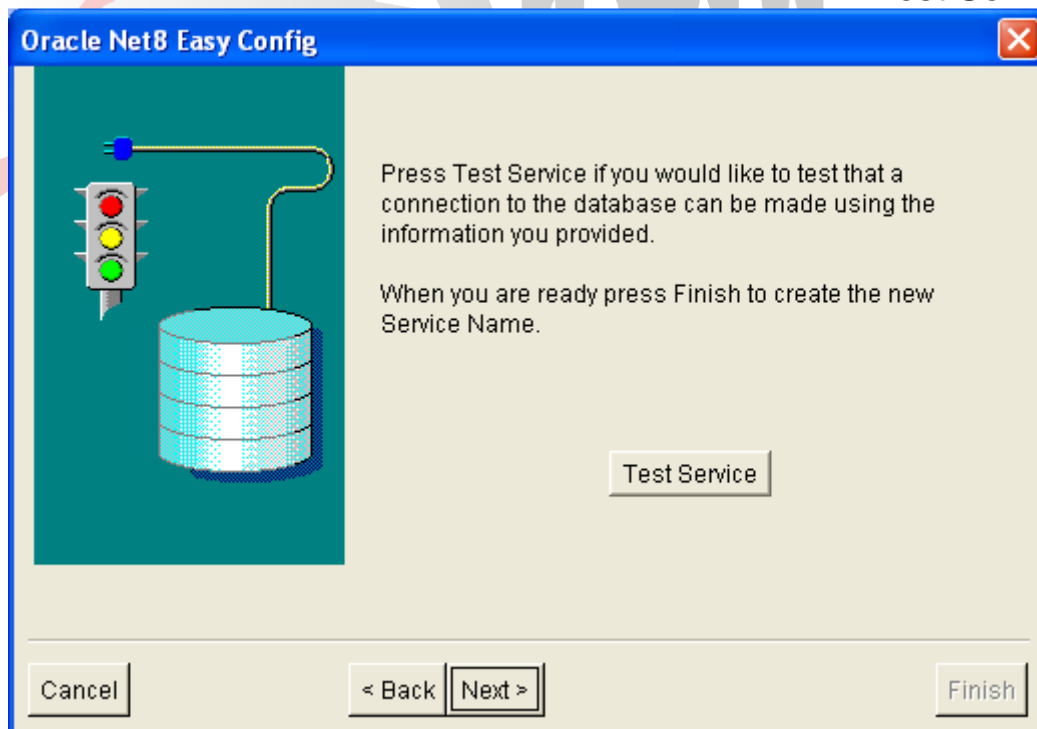 Oracle Net8 Easy Config
Press Test Service if you would like to test that a
connection to the database can be made using the
information you provided.
When you are ready press Finish to create the new
Service Name.
Test Service
Cancel
< Back
Next >
Finish